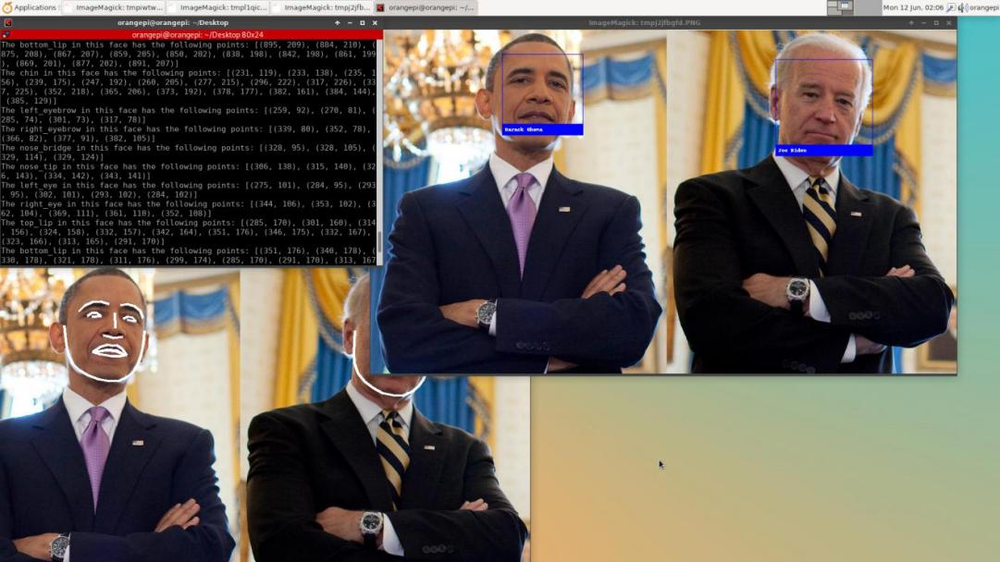 Applications
ImageMagick: tmpiwtw...
ImageMagick: tmpl1qic...
ImageMagick: tmpj2jfb...
orangepi@orangepi: ~/...
Mon 12 Jun, 02:06
orangepi
orangepi@orangepi: ~/Desktop
orangepi@orangepi: ~/Desktop 80x24
The bottom_lip in this face has the following points: [(895, 209), (884, 210), (
875, 208), (867, 207), (859, 205), (850, 202), (838, 198), (842, 198), (861, 199
), (869, 201), (877, 202), (891, 207)]
The chin in this face has the following points: [(231, 119), (233, 138), (235, 1
56), (239, 175), (247, 192), (260, 205), (277, 215), (296, 222), (317, 226), (33
7, 225), (352, 218), (365, 206), (373, 192), (378, 177), (382, 161), (384, 144),
(385, 129)]
The left_eyebrow in this face has the following points: [(259, 92), (270, 81), (
285, 74), (301, 73), (317, 78)]
The right_eyebrow in this face has the following points: [(339, 80), (352, 78),
(366, 82), (377, 91), (382, 105)]
The nose_bridge in this face has the following points: [(328, 95), (328, 105), (
329, 114), (329, 124)]
The nose_tip in this face has the following points: [(306, 138), (315, 140), (32
6, 143), (334, 142), (343, 141)]
The left_eye in this face has the following points: [(275, 101), (284, 95), (293
, 95), (302, 101), (293, 102), (284, 102)]
The right_eye in this face has the following points: [(344, 106), (353, 102), (3
62, 104), (369, 111), (361, 110), (352, 108)]
The top_lip in this face has the following points: [(285, 170), (301, 160), (314
, 156), (324, 158), (332, 157), (342, 164), (351, 176), (346, 175), (332, 167),
(323, 166), (313, 165), (291, 170)]
The bottom_lip in this face has the following points: [(351, 176), (340, 178), (
330, 178), (321, 178), (311, 176), (299, 174), (285, 170), (291, 170), (313, 167
ImageMagick: tmpj2jfbgfd.PNG
Barack Obama
Joe Biden